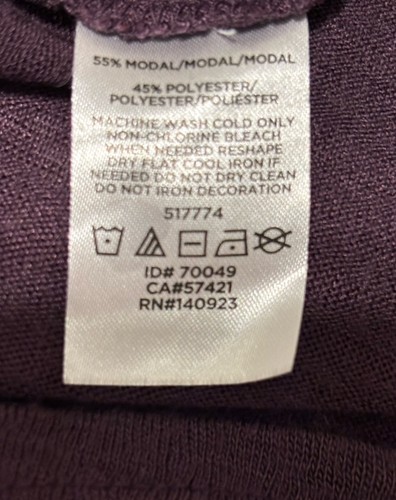 55% MODAL/MODAL/MODAL
45% POLYESTER/
POLYESTER/POLIÉSTER
MACHINE WASH COLD ONLY
NON-CHLORINE BLEACH
WHEN NEEDED RESHAPE
DRY FLAT COOL IRON IF
NEEDED DO NOT DRY CLEAN
DO NOT IRON DECORATION
517774
ID# 70049
CA#57421
RN#140923